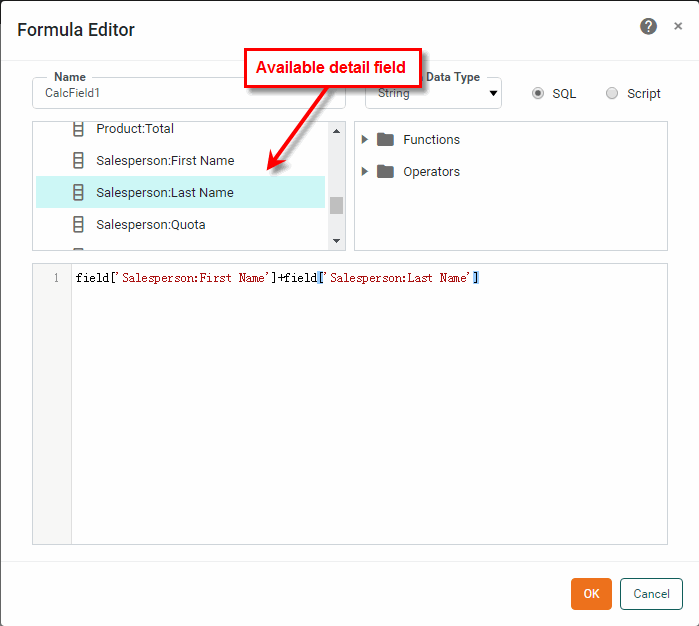 Formula Editor
?
×
Available detail field
Name
Data Type
CalcField1
String
SQL
Script
Product:Total
Salesperson:First Name
Salesperson:Last Name
Salesperson:Quota
Functions
Operators
1 field['Salesperson:First Name']+field['Salesperson:Last Name']
OK
Cancel